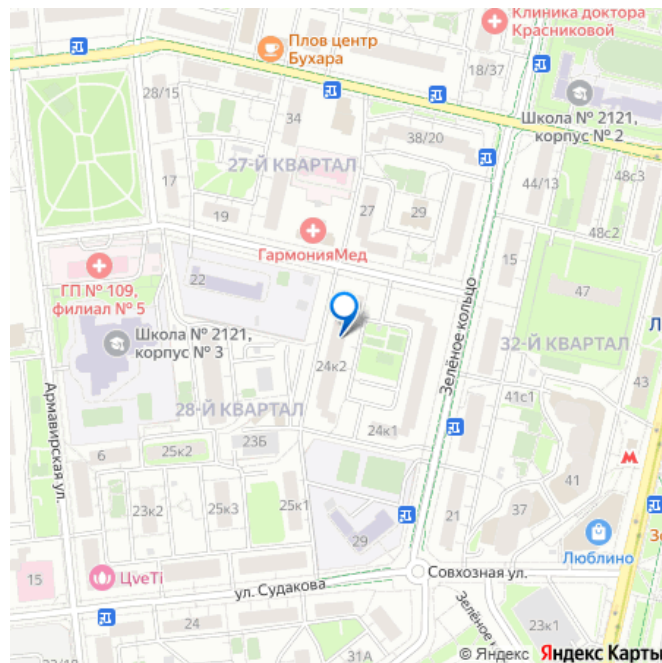 Клиника доктора
Красниковой
Плов центр
Бухара
18/37
28/15
34
Школа № 2121,
корпус № 2
38/20
27-Й КВАРТАЛ
17
44/13
48с3
19
27
29
48с2
ГармонияМед
15
ГП № 109,
филиал № 5
22
47
Зелёное кольцо
Школа № 2121,
корпус № 3
32-Й КВАРТАЛ
Л
24к2
43
28-Й КВАРТАЛ
41с1
Армавирская ул.
24к1
23Б
6
25к2
41
23к2
25к3
25к1
37
21
29
Люблино
15
ЦveTi
Совхозная ул.
ул. Судакова
24
23к1
31А
© Яндекс Яндекс Карты